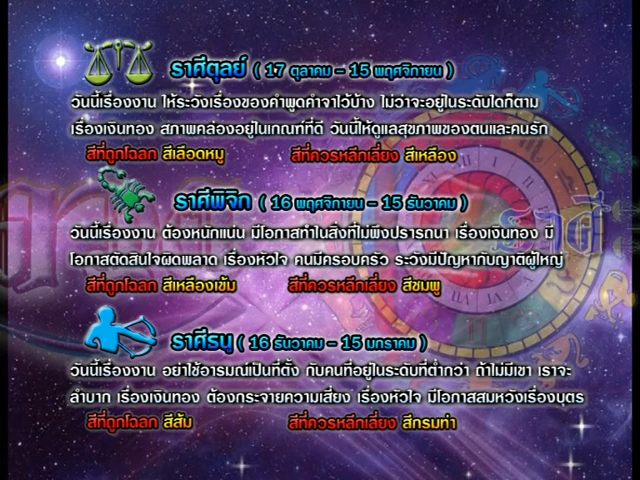 ราศีตุลย์ ( 17 ตุลาคม - 15 พฤศจิกายน )
วันนี้เรื่องงาน ให้ระวังเรื่องของคำพูดคำจาไว้บ้าง ไม่ว่าจะอยู่ในระดับใดก็ตาม
เรื่องเงินทอง สภาพคล่องอยู่ในเกณฑ์ที่ดี วันนี้ให้ดูแลสุขภาพของตนและคนรัก
สีที่ถูกโฉลก สีเลือดหมู สีที่ควรหลีกเลี่ยง สีเหลือง
ราศีพิจิก ( 16 พฤศจิกายน - 15 ธันวาคม )
วันนี้เรื่องงาน ต้องหนักแน่น มีโอกาสทำในสิ่งที่ไม่พึงปรารถนา เรื่องเงินทอง มี
โอกาสตัดสินใจผิดพลาด เรื่องหัวใจ คนมีครอบครัว ระวังมีปัญหากับญาติผู้ใหญ่
สีที่ถูกโฉลก สีเหลืองเข้ม สีที่ควรหลีกเลี่ยง สีชมพู
ราศีธนู ( 16 ธันวาคม - 15 มกราคม )
วันนี้เรื่องงาน อย่าใช้อารมณ์เป็นที่ตั้ง กับคนที่อยู่ในระดับที่ต่ำกว่า ถ้าไม่มีเขา เราจะ
ลำบาก เรื่องเงินทอง ต้องกระจายความเสี่ยง เรื่องหัวใจ มีโอกาสสมหวังเรื่องบุตร
สีที่ถูกโฉลก สีส้ม สีที่ควรหลีกเลี่ยง สีกรมท่า